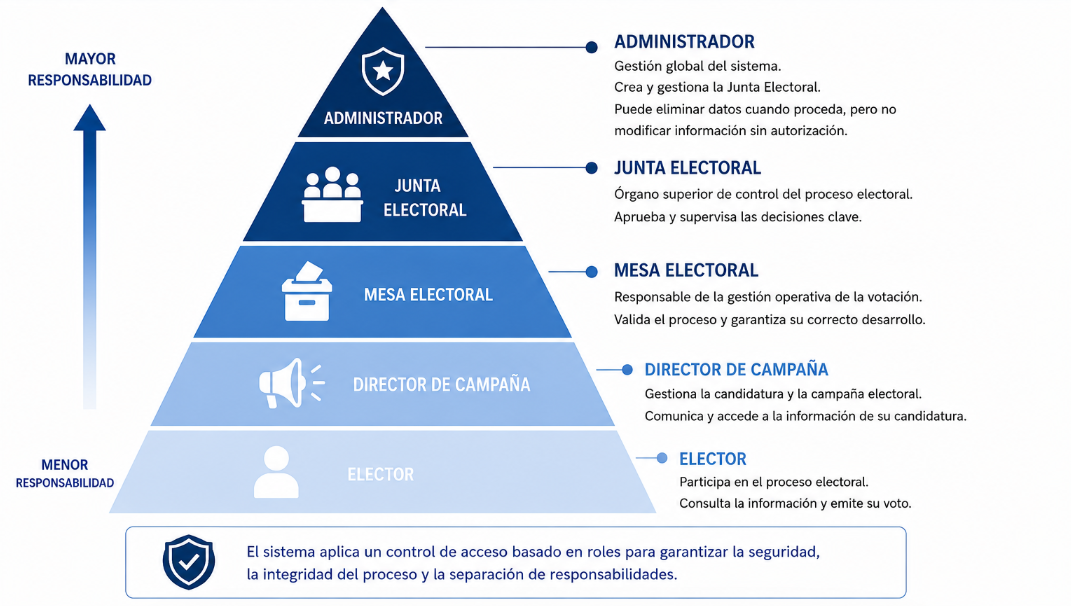 MAYOR
RESPONSABILIDAD
MENOR
RESPONSABILIDAD
ADMINISTRADOR
JUNTA
ELECTORAL
MESA ELECTORAL
DIRECTOR DE CAMPAÑA
ELECTOR
ADMINISTRADOR
Gestión global del sistema.
Crea y gestiona la Junta Electoral.
Puede eliminar datos cuando proceda, pero no
modificar información sin autorización.
JUNTA ELECTORAL
Órgano superior de control del proceso electoral.
Aprueba y supervisa las decisiones clave.
MESA ELECTORAL
Responsable de la gestión operativa de la votación.
Valida el proceso y garantiza su correcto desarrollo.
DIRECTOR DE CAMPAÑA
Gestiona la candidatura y la campaña electoral.
Comunica y accede a la información de su candidatura.
ELECTOR
Participa en el proceso electoral.
Consulta la información y emite su voto.
El sistema aplica un control de acceso basado en roles para garantizar la seguridad,
la integridad del proceso y la separación de responsabilidades.